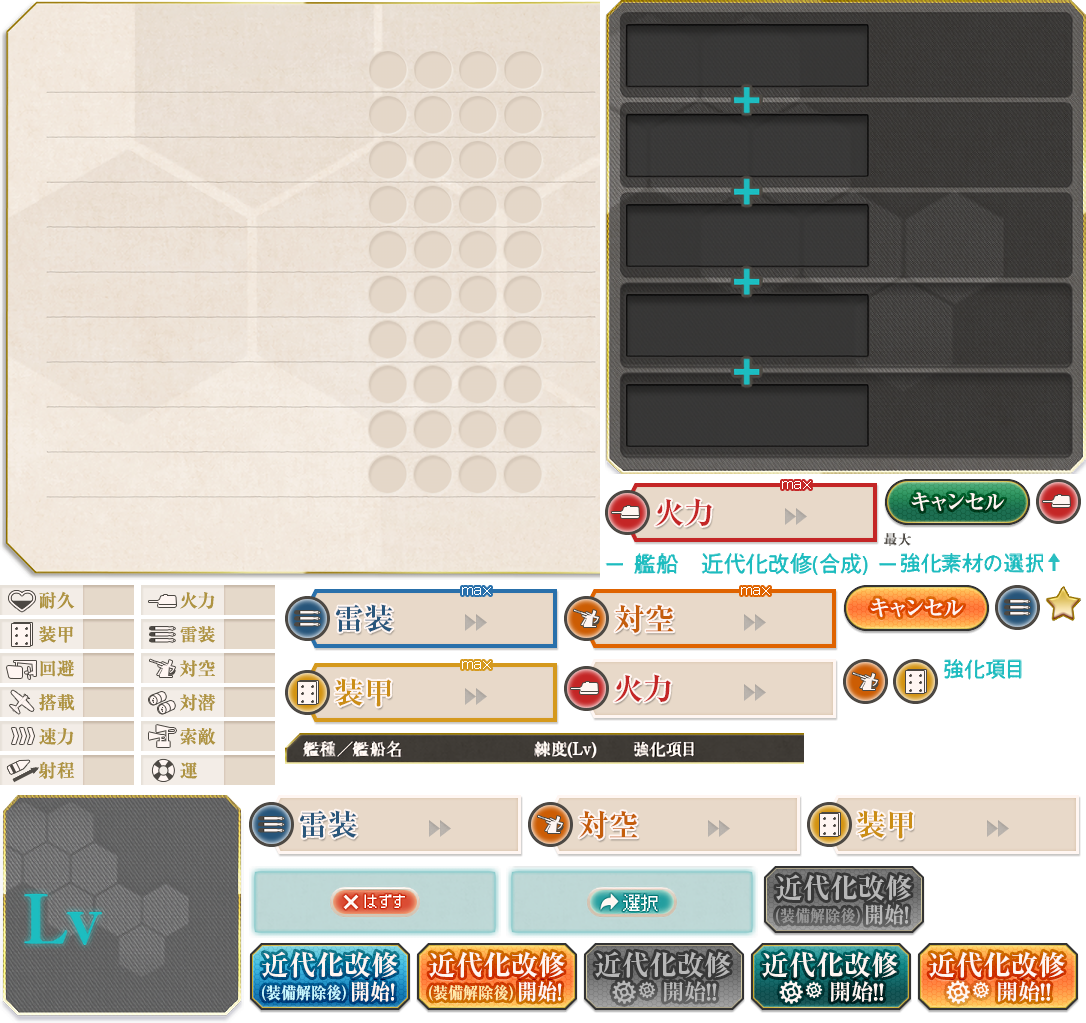 max
火力
キャンセル
最大
ー 艦船 近代化改修(合成) ー強化素材の選択↑
耐久
火力
装甲
雷装
回避
対空
搭載
対潜
速力
索敵
射程
運
max
雷装
max
対空
キャンセル
max
装甲
火力
強化項目
艦種／艦船名 練度(Lv) 強化項目
Lv
雷装
対空
装甲
はずす
選択
近代化改修
(装備解除後)開始!
近代化改修
(装備解除後)開始!
近代化改修
(装備解除後)開始!
近代化改修
開始!!
近代化改修
開始!!
近代化改修
開始!!